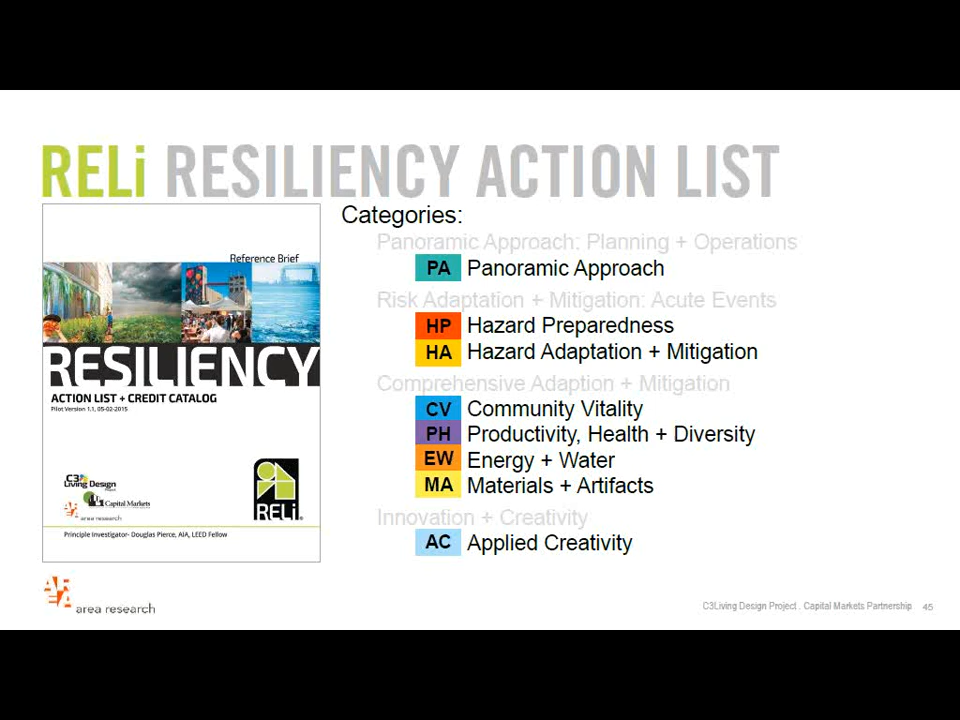 RELi RESILIENCY ACTION LIST
Categories:
Panoramic Approach: Planning + Operations
PA Panoramic Approach
Risk Adaptation + Mitigation: Acute Events
HP Hazard Preparedness
HA Hazard Adaptation + Mitigation
Comprehensive Adaption + Mitigation
CV Community Vitality
PH Productivity, Health + Diversity
EW Energy + Water
MA Materials + Artifacts
Innovation + Creativity
AC Applied Creativity
Reference Brief
RESILIENCY
ACTION LIST + CREDIT CATALOG
Pilot Version 1.1, 05-02-2015
C3
Living Design
Project
Capital Markets
area research
RELi
Principle Investigator- Douglas Pierce, AIA, LEED Fellow
AREA
area research
C3Living Design Project . Capital Markets Partnership 45